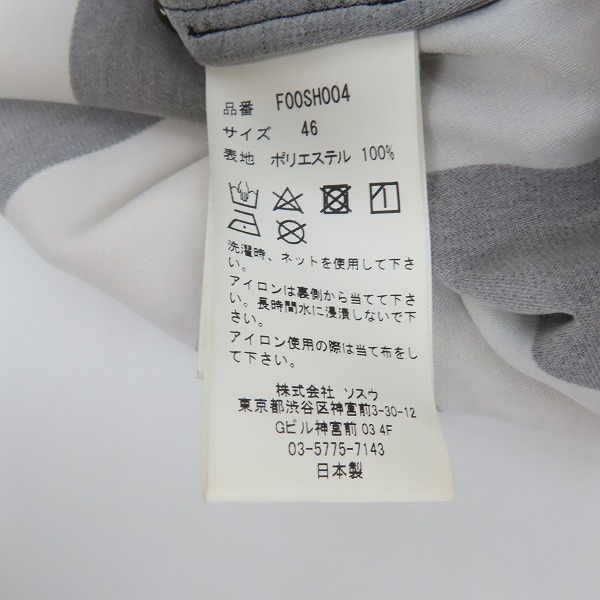 品番 F00SH004
サイズ 46
表地 ポリエステル 100%
洗濯時、ネットを使用して下さ
い。
アイロンは裏側から当てて下さ
い。長時間水に浸漬しないで下
さい。
アイロン使用の際は当て布をし
て下さい。
株式会社 ソスウ
東京都渋谷区神宮前3-30-12
Gビル神宮前 03 4F
03-5775-7143
日本製